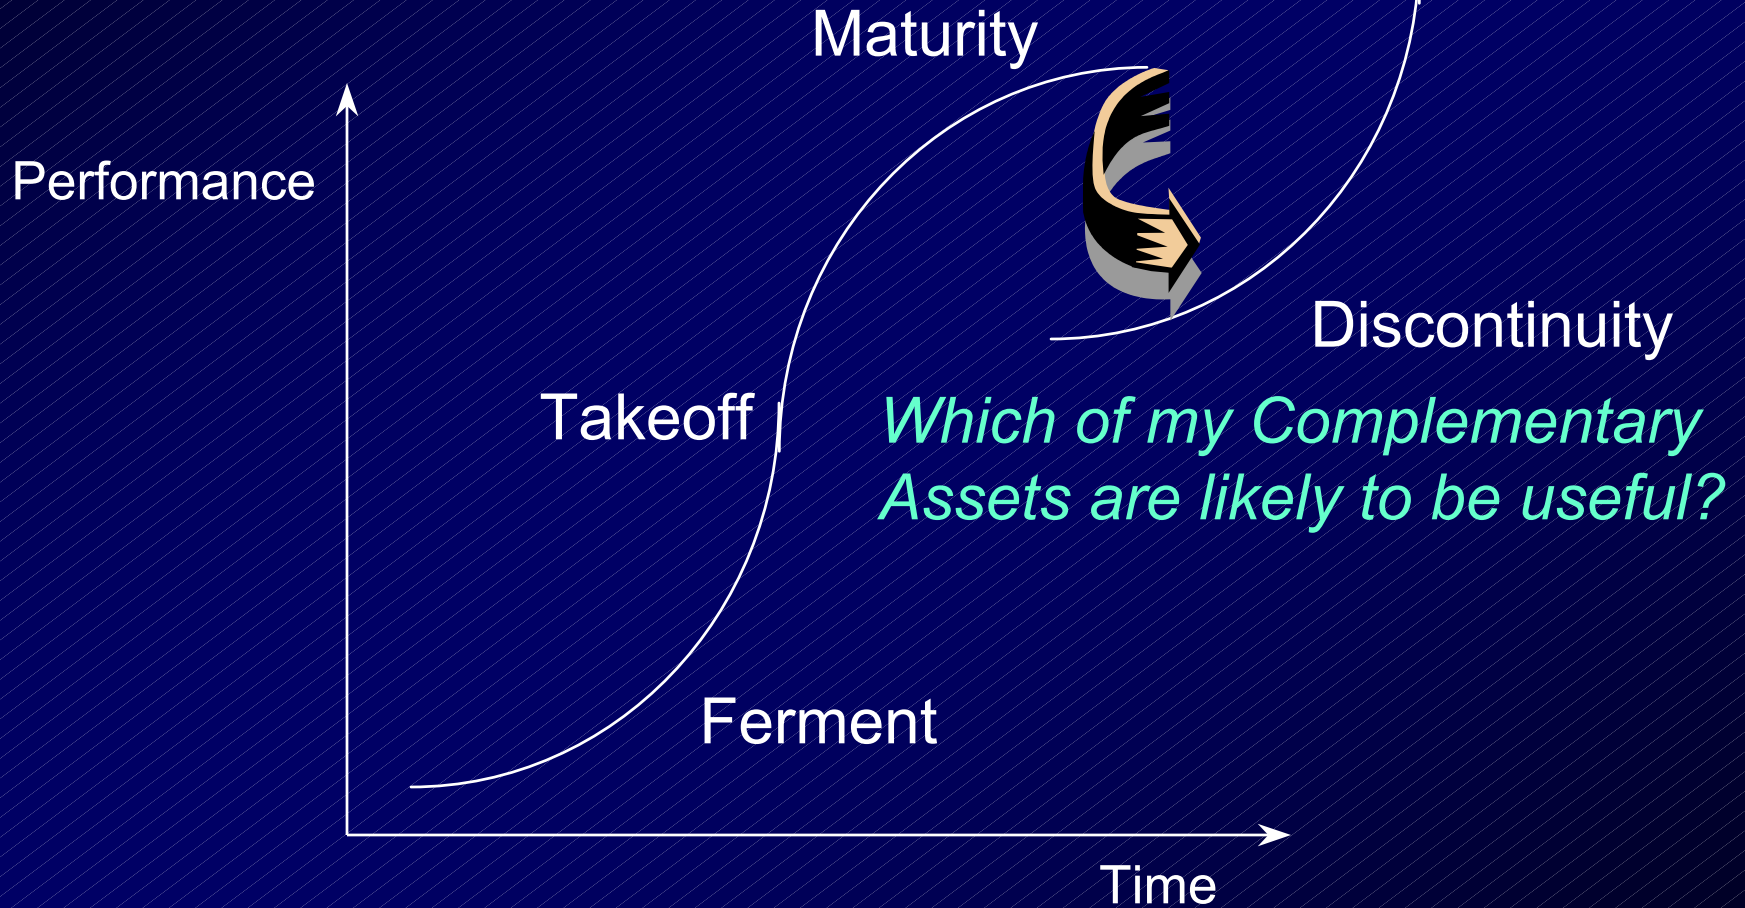 Maturity
Performance
Discontinuity
Takeoff
Which of my Complementary
Assets are likely to be useful?
Ferment
Time